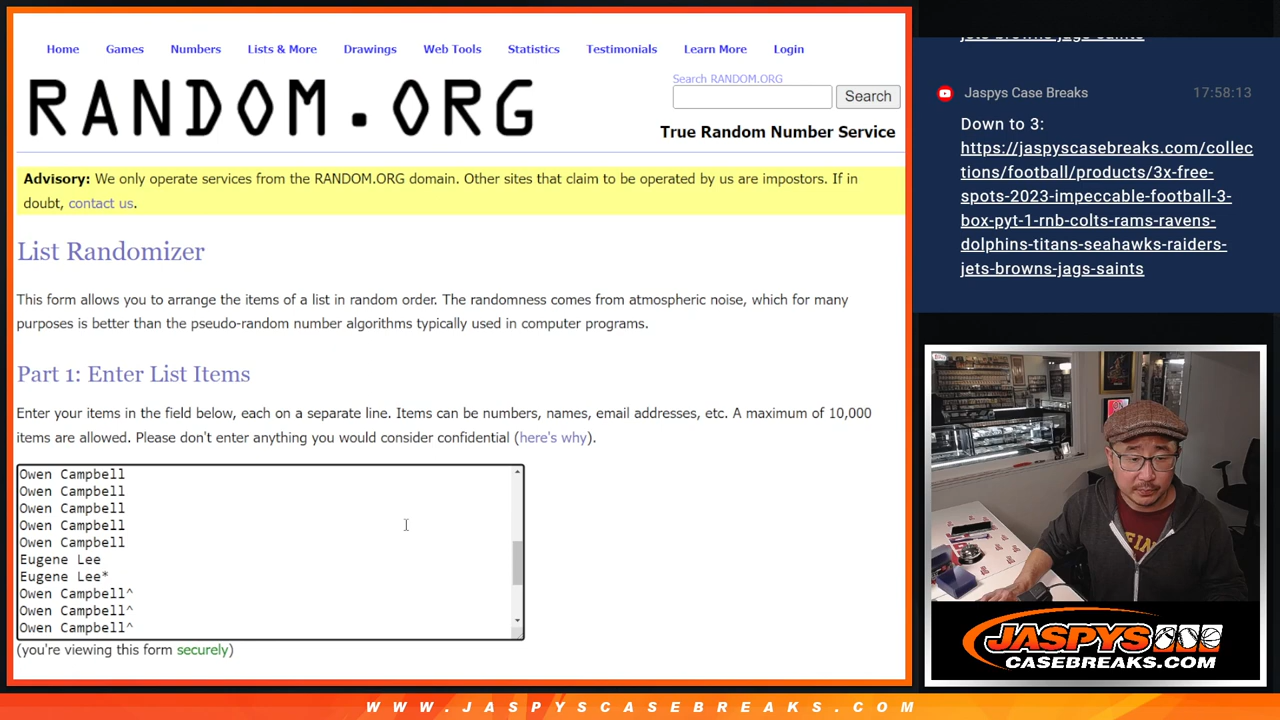 Home Games Numbers Lists & More Drawings Web Tools Statistics Testimonials Learn More Login
RANDOM.ORG
Search RANDOM.ORG
Search
True Random Number Service
Advisory: We only operate services from the RANDOM.ORG domain. Other sites that claim to be operated by us are impostors. If in
doubt, contact us.
List Randomizer
This form allows you to arrange the items of a list in random order. The randomness comes from atmospheric noise, which for many
purposes is better than the pseudo-random number algorithms typically used in computer programs.
Part 1: Enter List Items
Enter your items in the field below, each on a separate line. Items can be numbers, names, email addresses, etc. A maximum of 10,000
items are allowed. Please don't enter anything you would consider confidential (here's why).
Owen Campbell
Owen Campbell
Owen Campbell
Owen Campbell
Owen Campbell
Eugene Lee
Eugene Lee*
Owen Campbell^
Owen Campbell^
Owen Campbell^
(you're viewing this form securely)
jets-browns-jags-saints
Jaspys Case Breaks 17:58:13
Down to 3:
https://jaspyscasebreaks.com/collec
tions/football/products/3x-free-
spots-2023-impeccable-football-3-
box-pyt-1-rnb-colts-rams-ravens-
dolphins-titans-seahawks-raiders-
jets-browns-jags-saints
JASPYS
CASEBREAKS.COM
WWW.JASPYSCASEBREAKS.COM